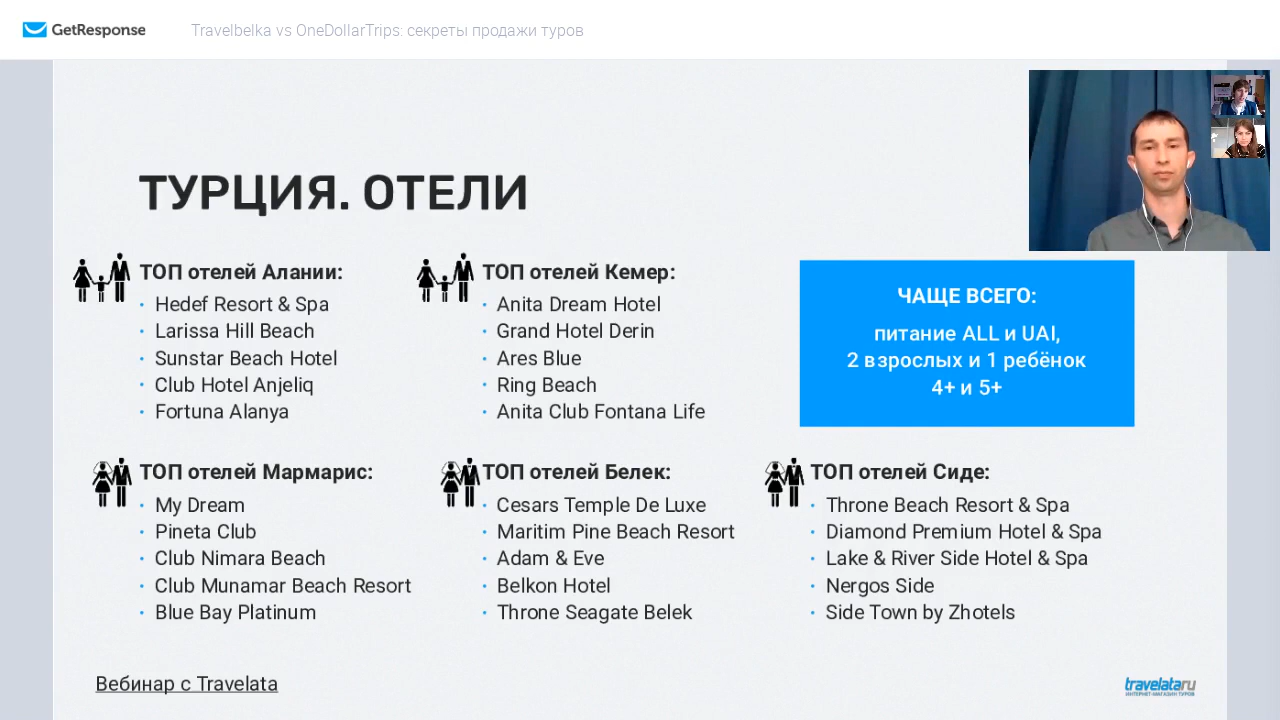 GetResponse
Travelbelka vs OneDollarTrips: секреты продажи туров
ТУРЦИЯ. ОТЕЛИ
ТОП отелей Алании:
• Hedef Resort & Spa
• Larissa Hill Beach
• Sunstar Beach Hotel
• Club Hotel Anjeliq
• Fortuna Alanya
ТОП отелей Кемер:
• Anita Dream Hotel
• Grand Hotel Derin
• Ares Blue
• Ring Beach
• Anita Club Fontana Life
ЧАЩЕ ВСЕГО:
питание ALL и UAI,
2 взрослых и 1 ребёнок
4+ и 5+
ТОП отелей Мармарис:
• My Dream
• Pineta Club
• Club Nimara Beach
• Club Munamar Beach Resort
• Blue Bay Platinum
ТОП отелей Белек:
• Cesars Temple De Luxe
• Maritim Pine Beach Resort
• Adam & Eve
• Belkon Hotel
• Throne Seagate Belek
ТОП отелей Сиде:
• Throne Beach Resort & Spa
• Diamond Premium Hotel & Spa
• Lake & River Side Hotel & Spa
• Nergos Side
• Side Town by Zhotels
Вебинар с Travelata
travelataru
ИНТЕРНЕТ-МАГАЗИН ТУРОВ